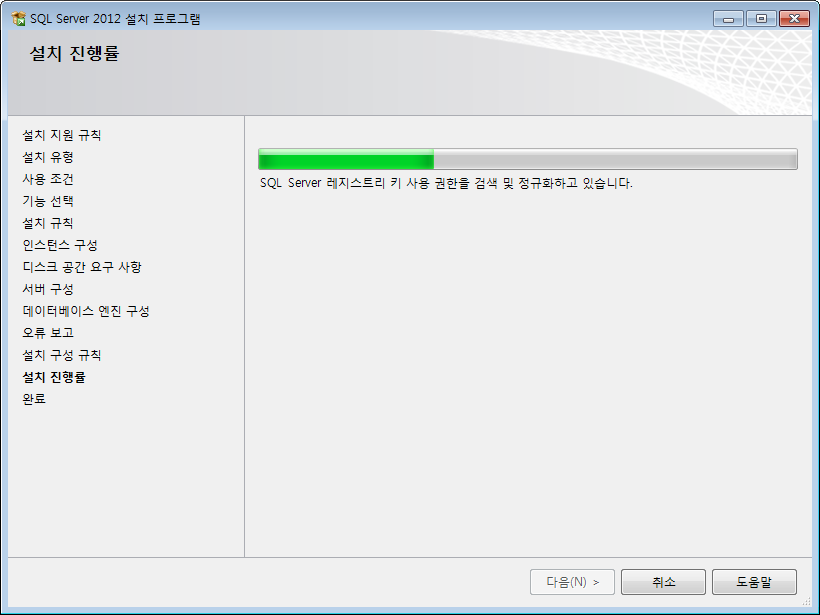 SQL Server 2012 설치 프로그램
설치 진행률
설치 지원 규칙
설치 유형
사용 조건
기능 선택
설치 규칙
인스턴스 구성
디스크 공간 요구 사항
서버 구성
데이터베이스 엔진 구성
오류 보고
설치 구성 규칙
설치 진행률
완료
SQL Server 레지스트리 키 사용 권한을 검색 및 정규화하고 있습니다.
다음(N) >
취소
도움말